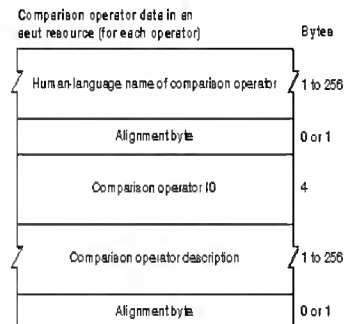 Comparison operator data in an
aeut resource (for each operator) Bytes
Human-language name of comparison operator 1 to 256
Alignment byte 0 or 1
Comparison operator ID 4
Comparison operator description 1 to 256
Alignment byte 0 or 1